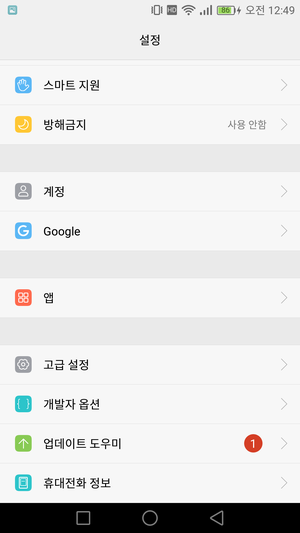 HD 86 오전 12:49
설정
스마트 지원
방해금지 사용 안함
계정
Google
앱
고급 설정
개발자 옵션
업데이트 도우미 1
휴대전화 정보